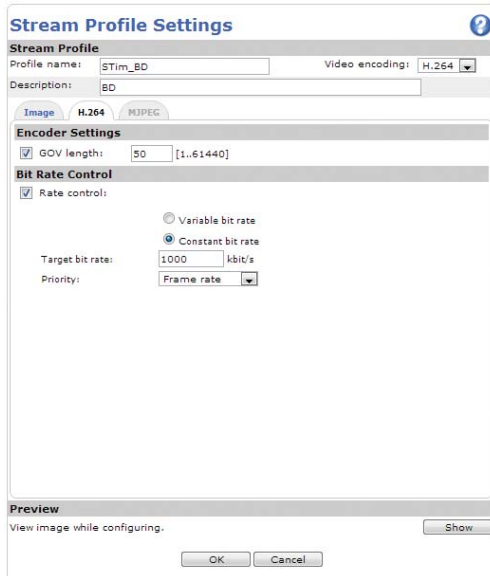 Stream Profile Settings
?
Stream Profile
Profile name: STim_BD Video encoding: H.264
Description: BD
Image H.264 MJPEG
Encoder Settings
GOV length: 50 [1..61440]
Bit Rate Control
Rate control:
Variable bit rate
Constant bit rate
Target bit rate: 1000 kbit/s
Priority: Frame rate
Preview
View image while configuring. Show
OK Cancel